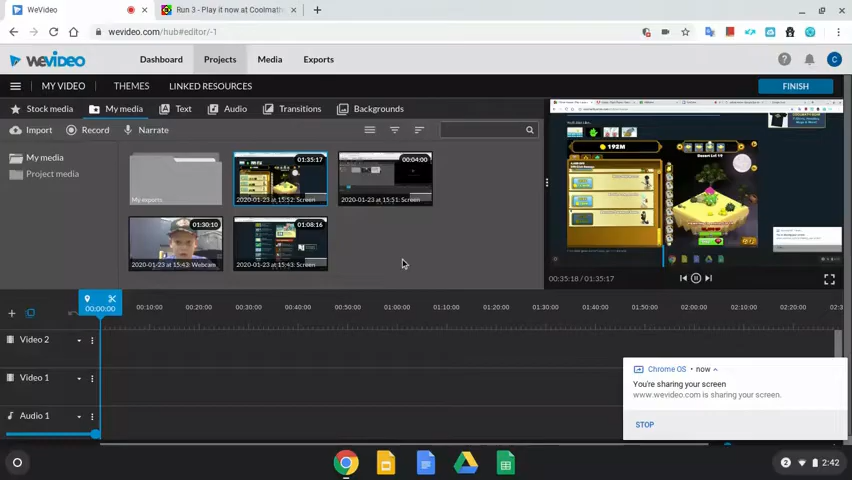 WeVideo
Run 3 - Play it now at Coolmath
wevideo.com/hub#editor/-1
wevideo
Dashboard
Projects
Media
Exports
C
MY VIDEO
THEMES
LINKED RESOURCES
FINISH
Stock media
My media
Text
Audio
Transitions
Backgrounds
Import
Record
Narrate
My media
Project media
My exports
01:35:17
2020-01-23 at 15:52: Screen
00:04:00
2020-01-23 at 15:51: Screen
01:30:10
2020-01-23 at 15:43: Webcam
01:08:16
2020-01-23 at 15:43: Screen
192M
Desert Lvl 19
00:35:18 / 01:35:17
00:00:00
00:10:00
00:20:00
00:30:00
00:40:00
00:50:00
01:00:00
01:10:00
01:20:00
01:30:00
01:40:00
01:50:00
02:00:00
02:10:00
02:20:00
Video 2
Video 1
Audio 1
Chrome OS • now
You're sharing your screen
www.wevideo.com is sharing your screen.
STOP
2
2:42